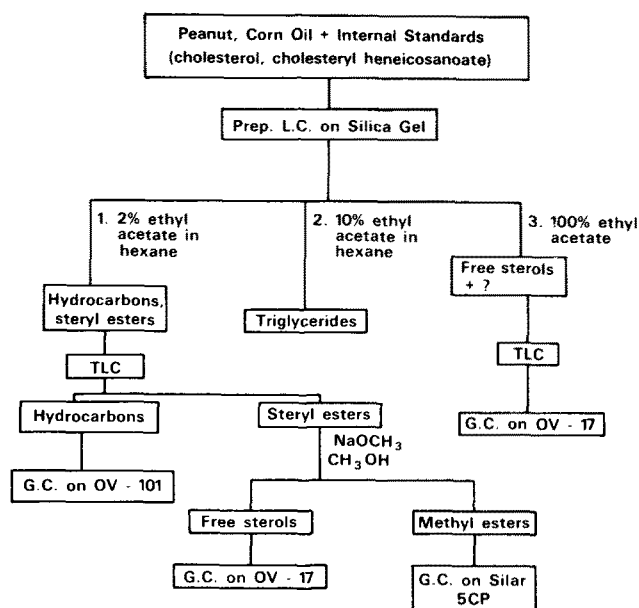 Peanut, Corn Oil + Internal Standards
(cholesterol, cholesteryl heneicosanoate)
Prep. L.C. on Silica Gel
1. 2% ethyl
acetate in
hexane
2. 10% ethyl
acetate in
hexane
3. 100% ethyl
acetate
Hydrocarbons,
steryl esters
Triglycerides
Free sterols
+ ?
TLC
TLC
Hydrocarbons
Steryl esters
G.C. on OV - 17
NaOCH₃
CH₃OH
G.C. on OV - 101
Free sterols
Methyl esters
G.C. on OV - 17
G.C. on Silar
5CP